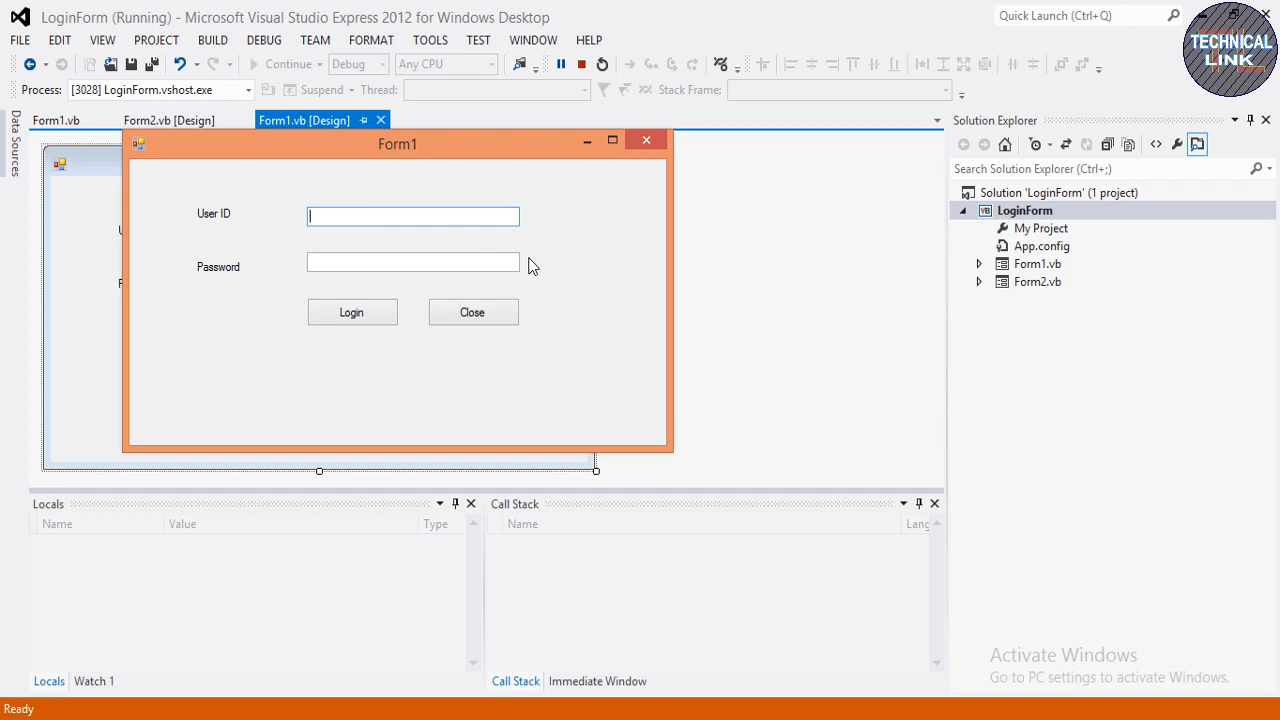 LoginForm (Running) - Microsoft Visual Studio Express 2012 for Windows Desktop
Quick Launch (Ctrl+Q)
FILE EDIT VIEW PROJECT BUILD DEBUG TEAM FORMAT TOOLS TEST WINDOW HELP
TECHNICAL
LINK
Continue Debug Any CPU
Process: [3028] LoginForm.vshost.exe Suspend Thread: Stack Frame:
Data Sources
Form1.vb Form2.vb [Design] Form1.vb [Design]
Form1
User ID
Password
Login Close
Solution Explorer
Search Solution Explorer (Ctrl+;)
Solution 'LoginForm' (1 project)
VB LoginForm
My Project
App.config
Form1.vb
Form2.vb
Locals
Name Value Type
Call Stack
Name Lang
Locals Watch 1
Call Stack Immediate Window
Activate Windows
Go to PC settings to activate Windows.
Ready